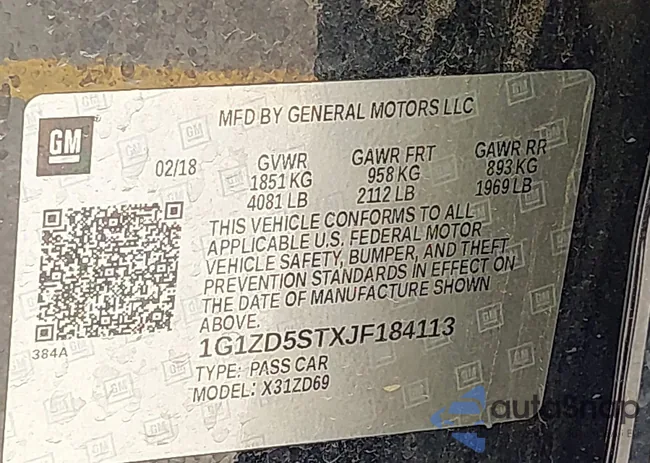 MFD BY GENERAL MOTORS LLC
GM
02/18
GVWR GAWR FRT GAWR RR
1851 KG 958 KG 893 KG
4081 LB 2112 LB 1969 LB
THIS VEHICLE CONFORMS TO ALL
APPLICABLE U.S. FEDERAL MOTOR
VEHICLE SAFETY, BUMPER, AND THEFT
PREVENTION STANDARDS IN EFFECT ON
THE DATE OF MANUFACTURE SHOWN
ABOVE.
384A
1G1ZD5STXJF184113
TYPE: PASS CAR
MODEL: X31ZD69
autoSnap